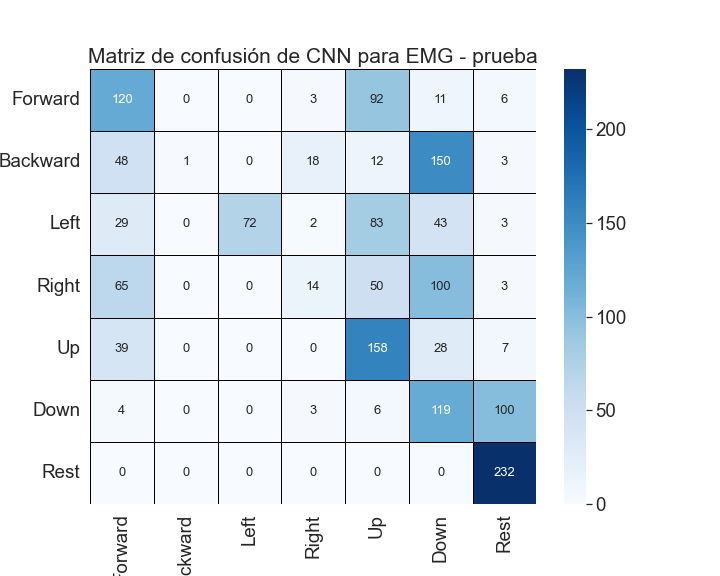 Matriz de confusión de CNN para EMG - prueba
Forward 120 0 0 3 92 11 6
Backward 48 1 0 18 12 150 3
Left 29 0 72 2 83 43 3
Right 65 0 0 14 50 100 3
Up 39 0 0 0 158 28 7
Down 4 0 0 3 6 119 100
Rest 0 0 0 0 0 0 232
Forward ckward Left Right Up Down Rest
200
150
100
50
0